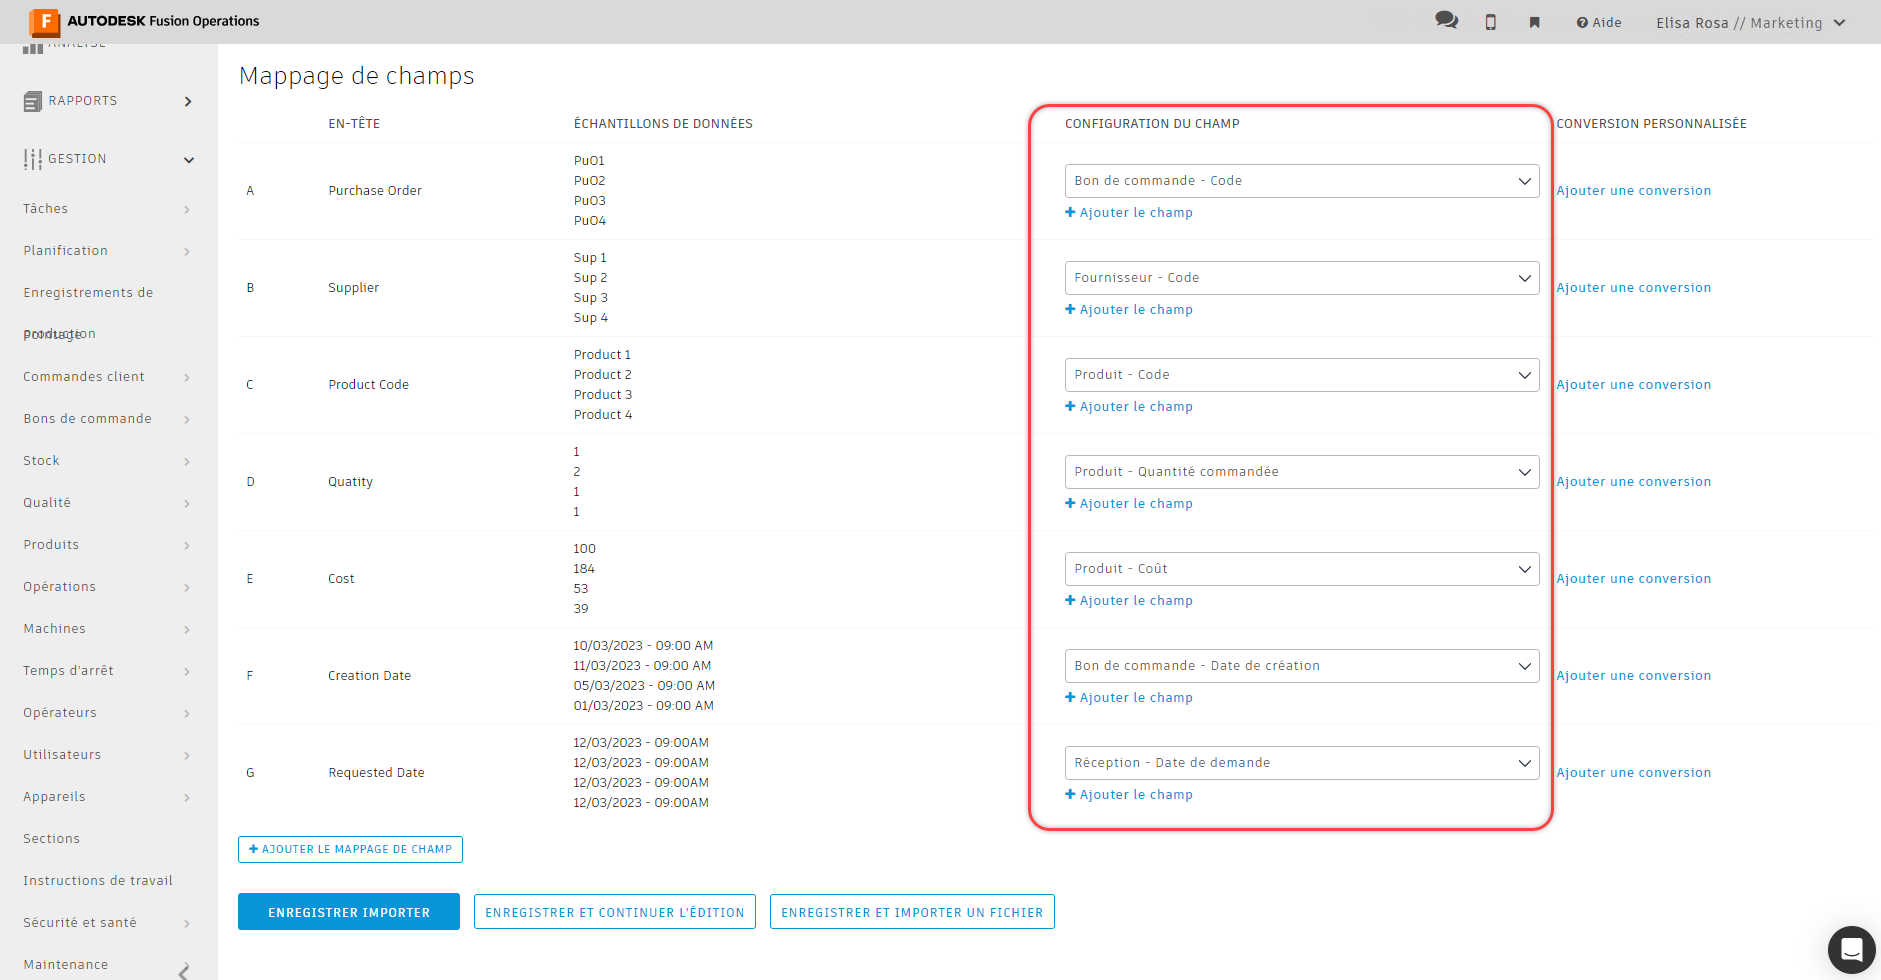 F AUTODESK Fusion Operations
Aide
Elisa Rosa // Marketing
ANALYSE
RAPPORTS
GESTION
Tâches
Planification
Enregistrements de
production
Pointage
Commandes client
Bons de commande
Stock
Qualité
Produits
Opérations
Machines
Temps d'arrêt
Opérateurs
Utilisateurs
Appareils
Sections
Instructions de travail
Sécurité et santé
Maintenance
Mappage de champs
EN-TÊTE
ÉCHANTILLONS DE DONNÉES
CONFIGURATION DU CHAMP
CONVERSION PERSONNALISÉE
A
Purchase Order
PuO1
PuO2
PuO3
PuO4
Bon de commande - Code
Ajouter le champ
Ajouter une conversion
B
Supplier
Sup 1
Sup 2
Sup 3
Sup 4
Fournisseur - Code
Ajouter le champ
Ajouter une conversion
C
Product Code
Product 1
Product 2
Product 3
Product 4
Produit - Code
Ajouter le champ
Ajouter une conversion
D
Quatity
1
2
1
1
Produit - Quantité commandée
Ajouter le champ
Ajouter une conversion
E
Cost
100
184
53
39
Produit - Coût
Ajouter le champ
Ajouter une conversion
F
Creation Date
10/03/2023 - 09:00 AM
11/03/2023 - 09:00 AM
05/03/2023 - 09:00 AM
01/03/2023 - 09:00 AM
Bon de commande - Date de création
Ajouter le champ
Ajouter une conversion
G
Requested Date
12/03/2023 - 09:00AM
12/03/2023 - 09:00AM
12/03/2023 - 09:00AM
12/03/2023 - 09:00AM
Réception - Date de demande
Ajouter le champ
Ajouter une conversion
AJOUTER LE MAPPAGE DE CHAMP
ENREGISTRER IMPORTER
ENREGISTRER ET CONTINUER L'ÉDITION
ENREGISTRER ET IMPORTER UN FICHIER